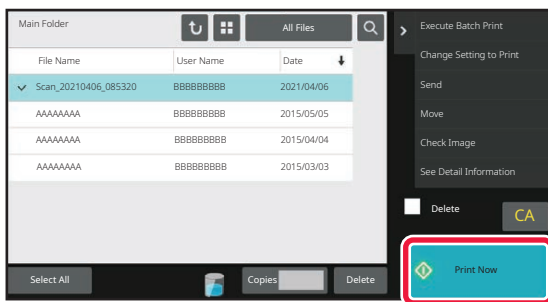 Main Folder
All Files
File Name User Name Date
Scan_20210406_085320 BBBBBBBBB 2021/04/06
AAAAAAAA BBBBBBBBB 2015/05/05
AAAAAAAA BBBBBBBBB 2015/04/04
AAAAAAAA BBBBBBBBB 2015/03/03
Select All
Copies
Delete
Execute Batch Print
Change Setting to Print
Send
Move
Check Image
See Detail Information
Delete
CA
Print Now